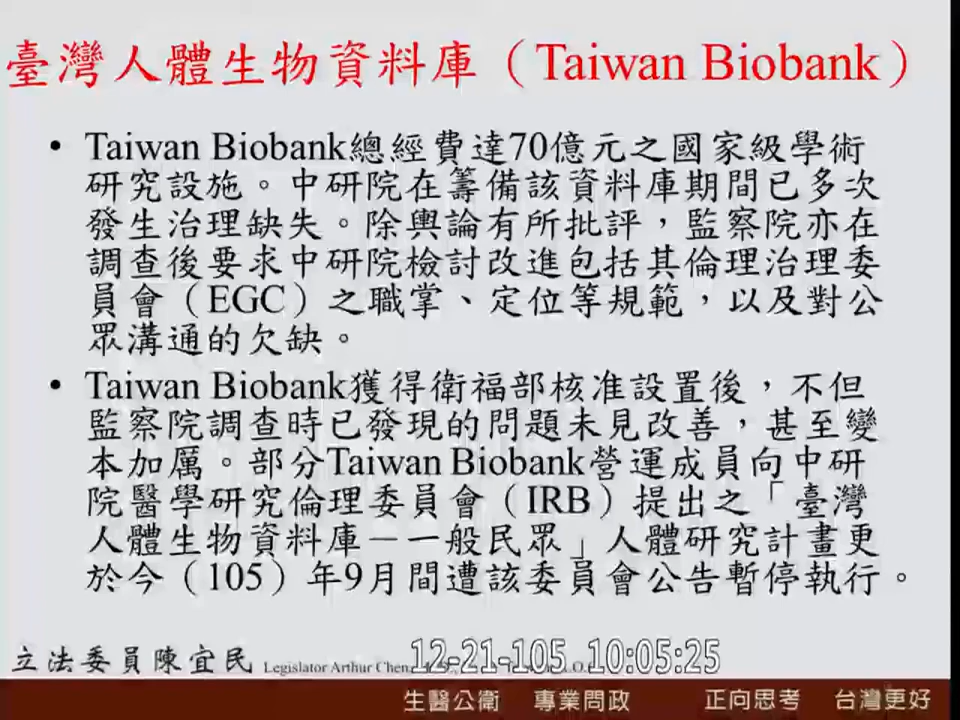 臺灣人體生物資料庫（Taiwan Biobank）
• Taiwan Biobank總經費達70億元之國家級學術
研究設施。中研院在籌備該資料庫期間已多次
發生治理缺失。除輿論有所批評，監察院亦在
調查後要求中研院檢討改進包括其倫理治理委
員會（EGC）之職掌、定位等規範，以及對公
眾溝通的欠缺。
• Taiwan Biobank獲得衛福部核准設置後，不但
監察院調查時已發現的問題未見改善，甚至變
本加厲。部分Taiwan Biobank營運成員向中研
院醫學研究倫理委員會（IRB）提出之「臺灣
人體生物資料庫－一般民眾」人體研究計畫更
於今（105）年9月間遭該委員會公告暫停執行。
立法委員陳宜民 Legislator Arthur Chen
12-21-105 10:05:25
生醫公衛 專業問政 正向思考 台灣更好